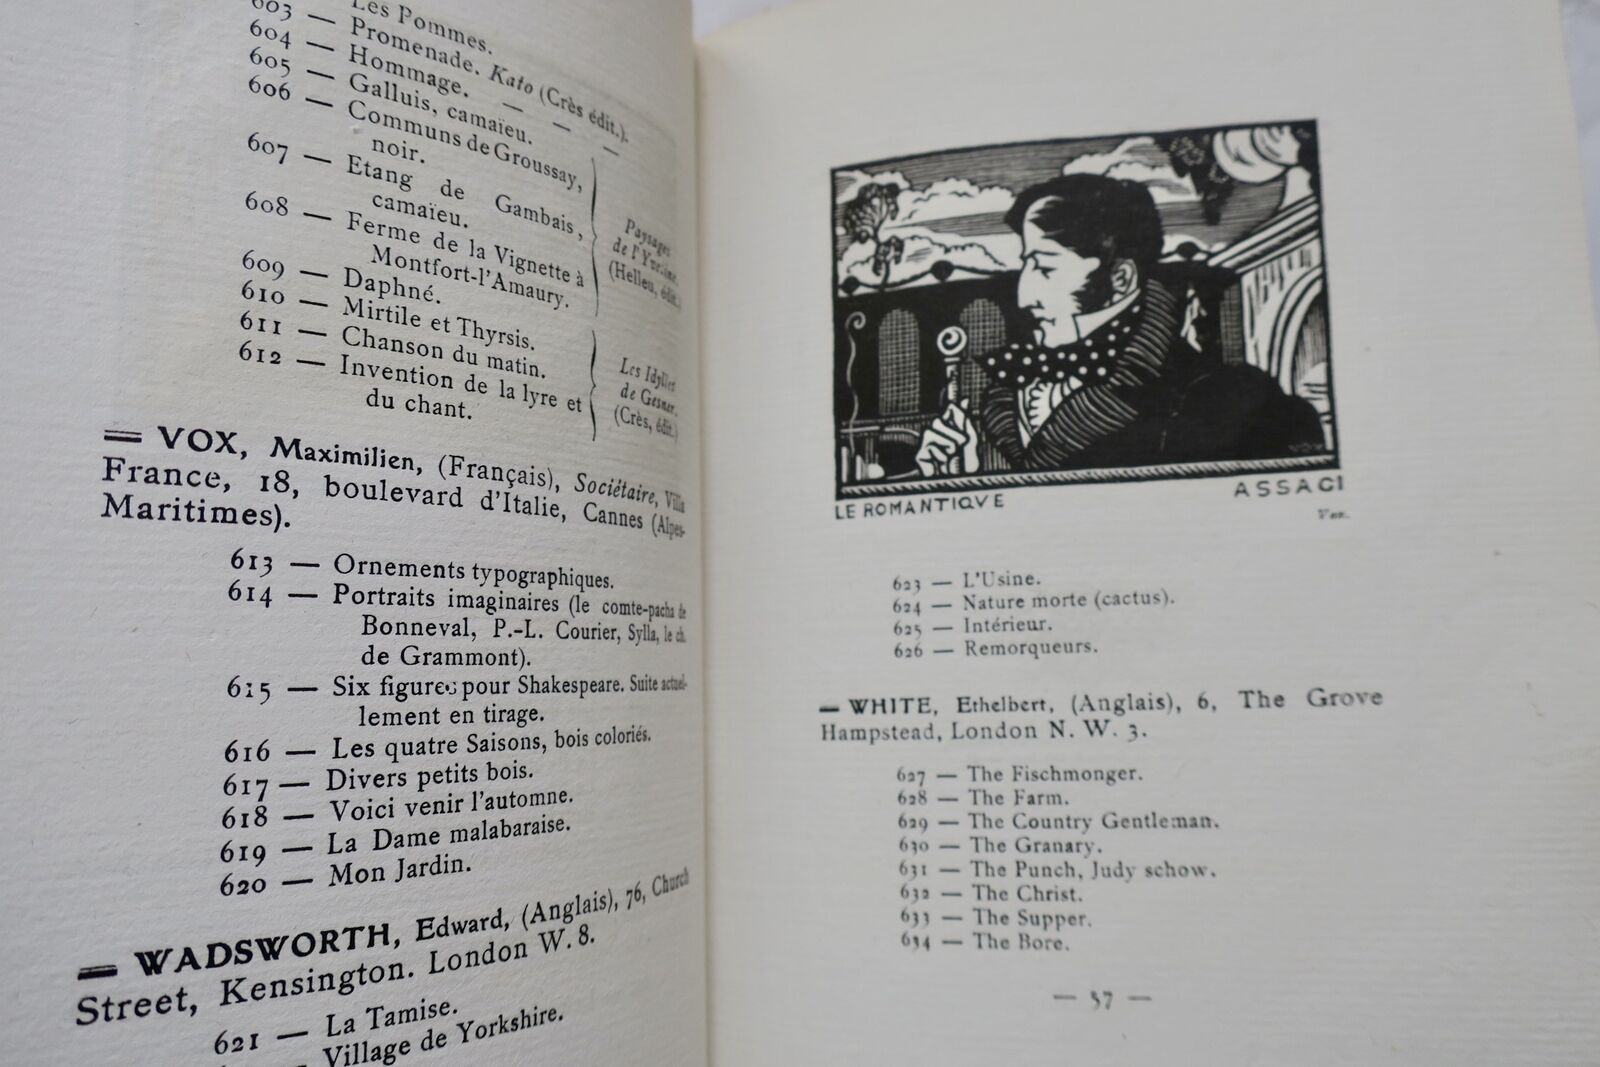 603 — Les Pommes.
604 — Promenade. Kato (Crès édit.).
605 — Hommage. — — —
606 — Galluis, camaïeu.
— Communs de Groussay,
noir.
607 — Etang de Gambais,
camaïeu.
608 — Ferme de la Vignette à
Montfort-l'Amaury.
Paysages
de l'Yveline.
(Helleu, édit.)
609 — Daphné.
610 — Mirtile et Thyrsis.
611 — Chanson du matin.
612 — Invention de la lyre et
du chant.
Les Idylles
de Gesner.
(Crès, édit.)
= VOX, Maximilien, (Français), Sociétaire, Villa
France, 18, boulevard d'Italie, Cannes (Alpes-
Maritimes).
613 — Ornements typographiques.
614 — Portraits imaginaires (le comte-pacha de
Bonneval, P.-L. Courier, Sylla, le ch.
de Grammont).
615 — Six figures pour Shakespeare. Suite actuel-
lement en tirage.
616 — Les quatre Saisons, bois coloriés.
617 — Divers petits bois.
618 — Voici venir l'automne.
619 — La Dame malabaraise.
620 — Mon Jardin.
= WADSWORTH, Edward, (Anglais), 76, Church
Street, Kensington. London W. 8.
621 — La Tamise.
— Village de Yorkshire.
VOX
LE ROMANTIQVE ASSAGI
Vox.
623 — L'Usine.
624 — Nature morte (cactus).
625 — Intérieur.
626 — Remorqueurs.
— WHITE, Ethelbert, (Anglais), 6, The Grove
Hampstead, London N. W. 3.
627 — The Fischmonger.
628 — The Farm.
629 — The Country Gentleman.
630 — The Granary.
631 — The Punch, Judy schow.
632 — The Christ.
633 — The Supper.
634 — The Bore.
— 57 —